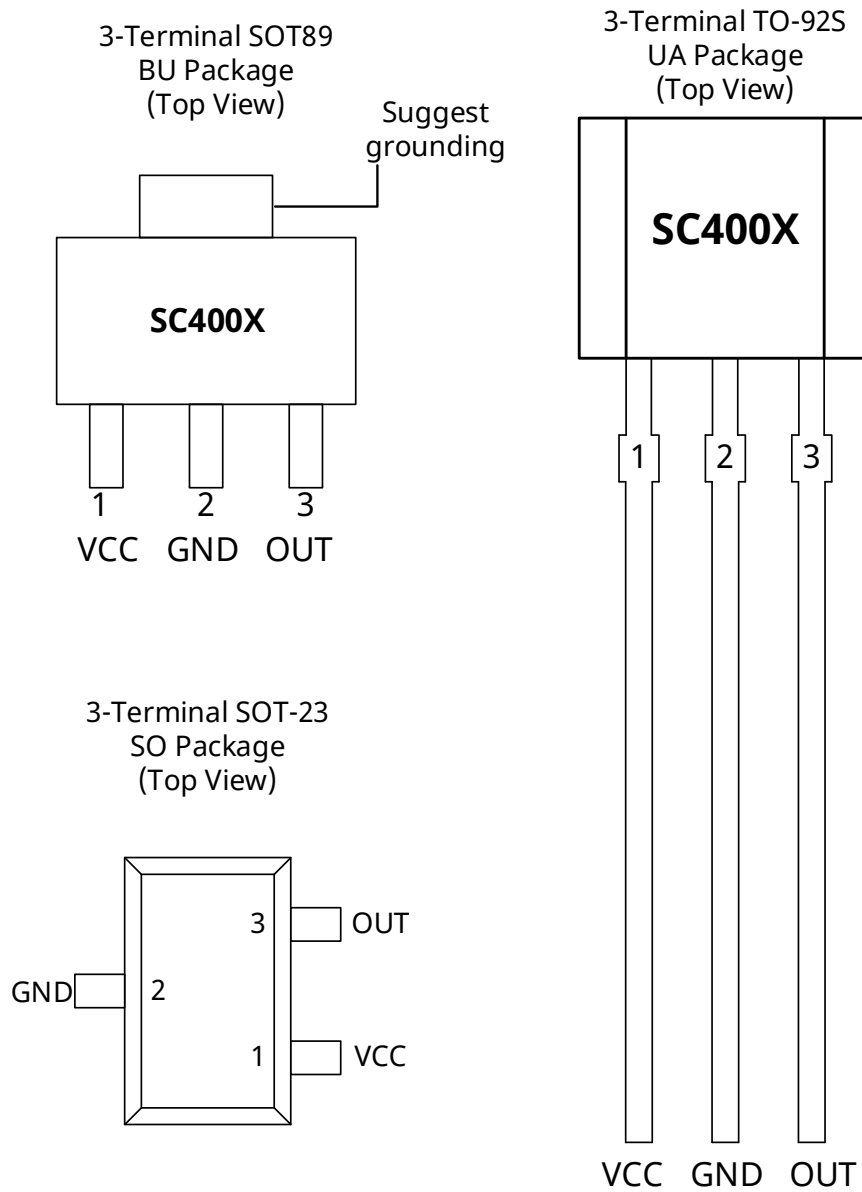 3-Terminal SOT89
BU Package
(Top View)
Suggest
grounding
SC400X
1 2 3
VCC GND OUT
3-Terminal TO-92S
UA Package
(Top View)
SC400X
1 2 3
VCC GND OUT
3-Terminal SOT-23
SO Package
(Top View)
3 OUT
GND 2
1 VCC